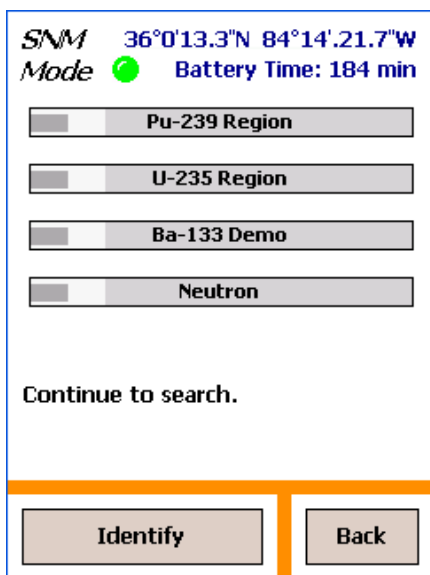 SNM 36°0'13.3"N 84°14'.21.7"W
Mode Battery Time: 184 min
Pu-239 Region
U-235 Region
Ba-133 Demo
Neutron
Continue to search.
Identify Back